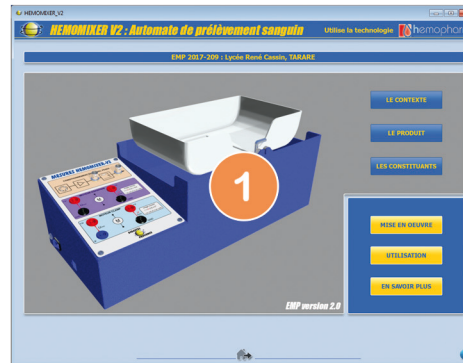 HEMOMIXER_V2
HEMOMIXER V2 : Automate de prélèvement sanguin
Utilise la technologie
hemopharm
EMP 2017-209 : Lycée René Cassin, TARARE
LE CONTEXTE
LE PRODUIT
LES CONSTITUANTS
MESURES HEMOMIXER-V2
1
MISE EN OEUVRE
UTILISATION
EN SAVOIR PLUS
EMP version 2.0